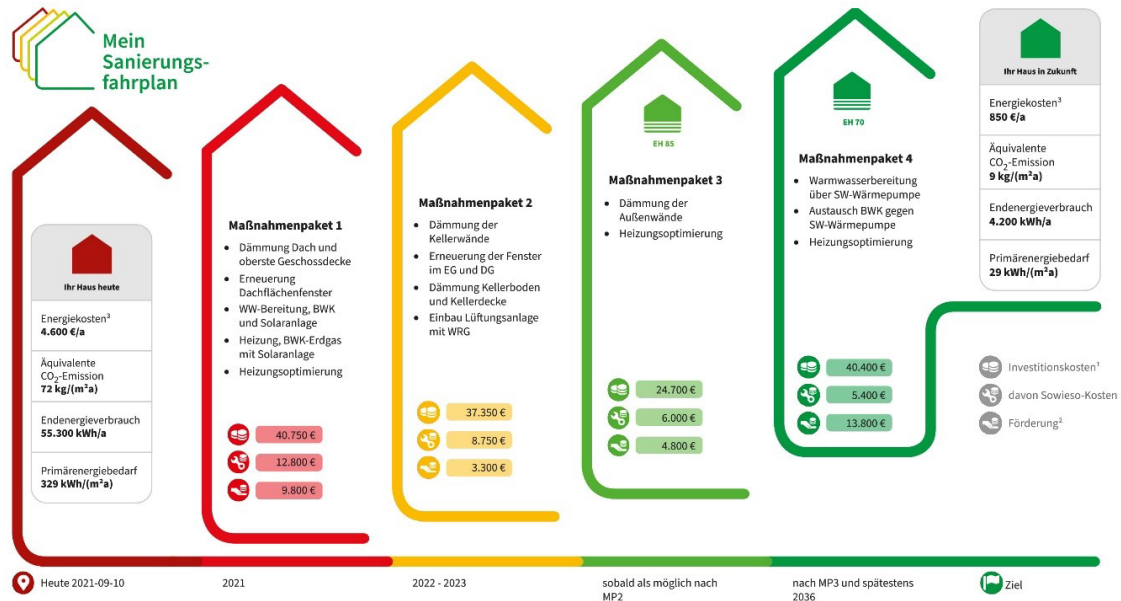 Mein
Sanierungs-
fahrplan
Ihr Haus heute
Energiekosten³
4.600 €/a
Äquivalente
CO₂-Emission
72 kg/(m²a)
Endenergieverbrauch
55.300 kWh/a
Primärenergiebedarf
329 kWh/(m²a)
Maßnahmenpaket 1
• Dämmung Dach und
oberste Geschossdecke
• Erneuerung
Dachflächenfenster
• WW-Bereitung, BWK
und Solaranlage
• Heizung, BWK-Erdgas
mit Solaranlage
• Heizungsoptimierung
40.750 €
12.800 €
9.800 €
Maßnahmenpaket 2
• Dämmung der
Kellerwände
• Erneuerung der Fenster
im EG und DG
• Dämmung Kellerboden
und Kellerdecke
• Einbau Lüftungsanlage
mit WRG
37.350 €
8.750 €
3.300 €
EH 85
Maßnahmenpaket 3
• Dämmung der
Außenwände
• Heizungsoptimierung
24.700 €
6.000 €
4.800 €
EH 70
Maßnahmenpaket 4
• Warmwasserbereitung
über SW-Wärmepumpe
• Austausch BWK gegen
SW-Wärmepumpe
• Heizungsoptimierung
40.400 €
5.400 €
13.800 €
Ihr Haus in Zukunft
Energiekosten³
850 €/a
Äquivalente
CO₂-Emission
9 kg/(m²a)
Endenergieverbrauch
4.200 kWh/a
Primärenergiebedarf
29 kWh/(m²a)
Investitionskosten¹
davon Sowieso-Kosten
Förderung²
Heute 2021-09-10
2021
2022 - 2023
sobald als möglich nach
MP2
nach MP3 und spätestens
2036
Ziel